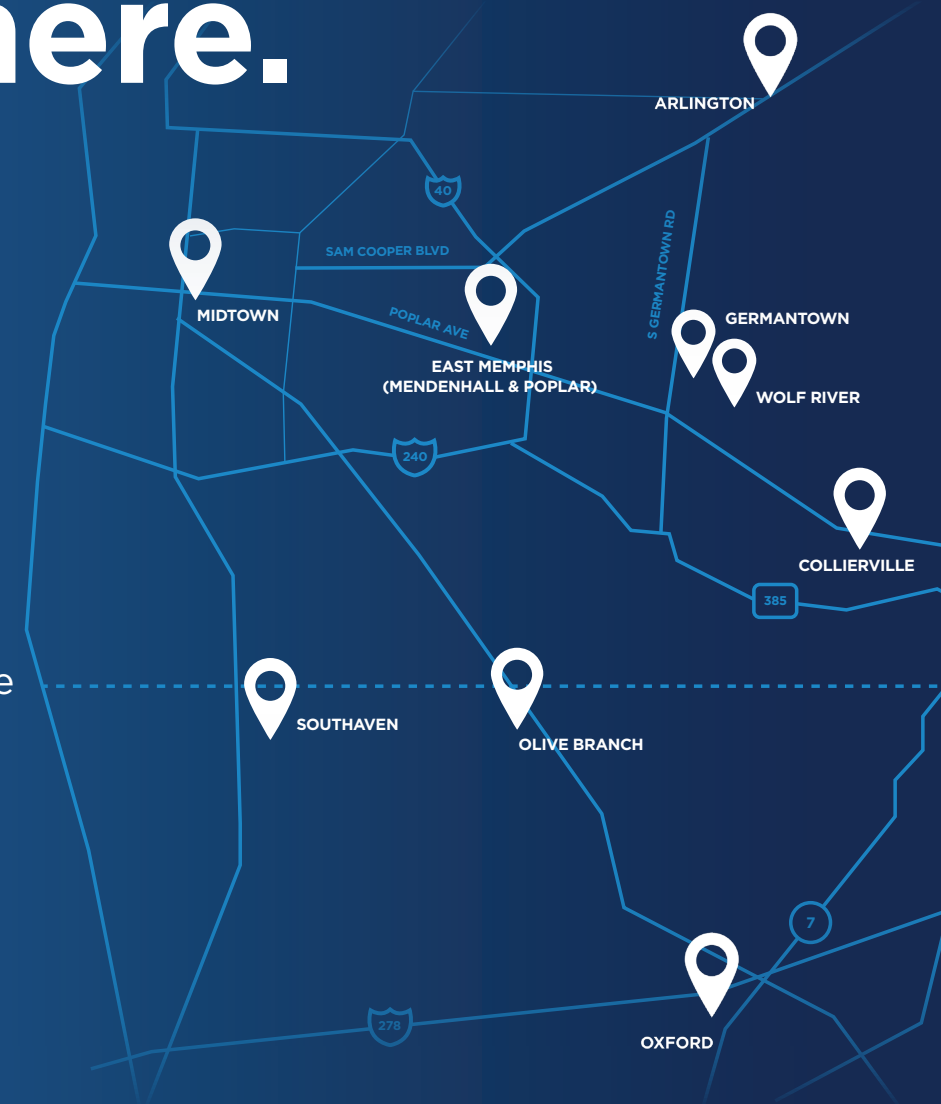 here.
ARLINGTON
40
SAM COOPER BLVD
S GERMANTOWN RD
MIDTOWN
POPLAR AVE
GERMANTOWN
EAST MEMPHIS
(MENDENHALL & POPLAR)
WOLF RIVER
240
COLLIERVILLE
385
e
SOUTHAVEN
OLIVE BRANCH
7
278
OXFORD